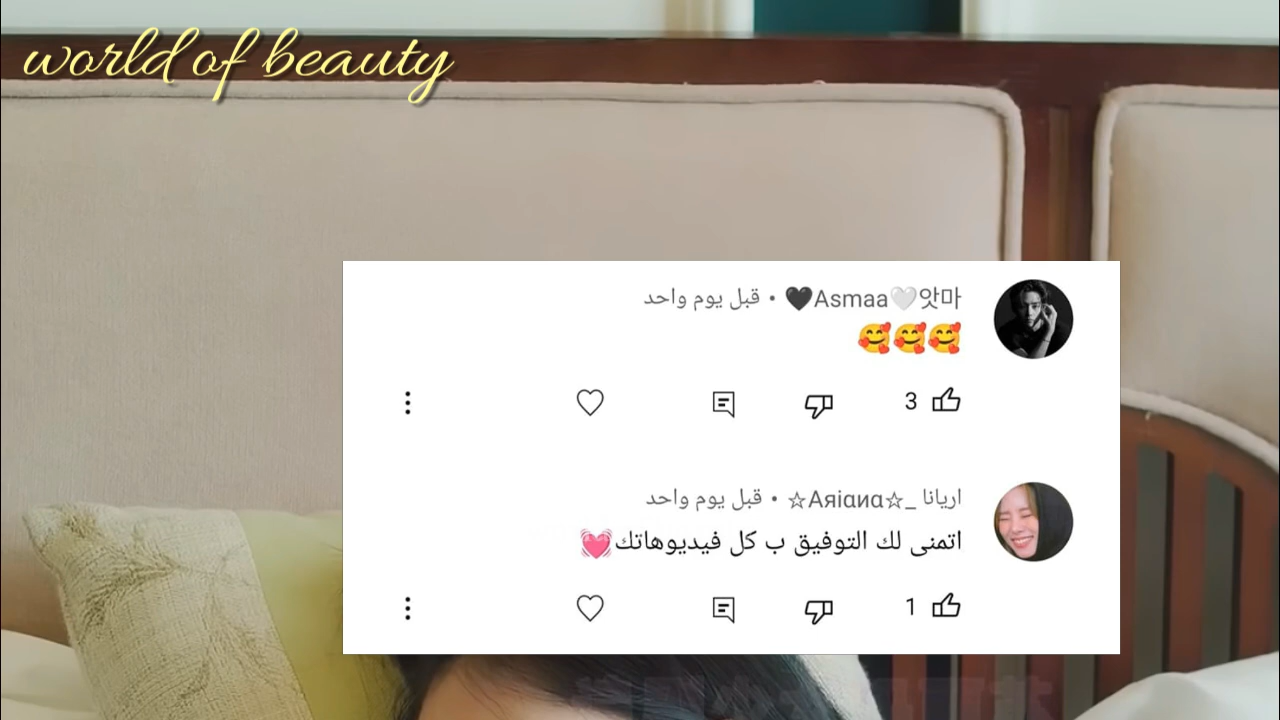 world of beauty
앗마🤍Asmaa🖤 • قبل يوم واحد
🥰🥰🥰
3
اريانا _☆Aяiαиα☆ • قبل يوم واحد
اتمنى لك التوفيق ب كل فيديوهاتك💓
1